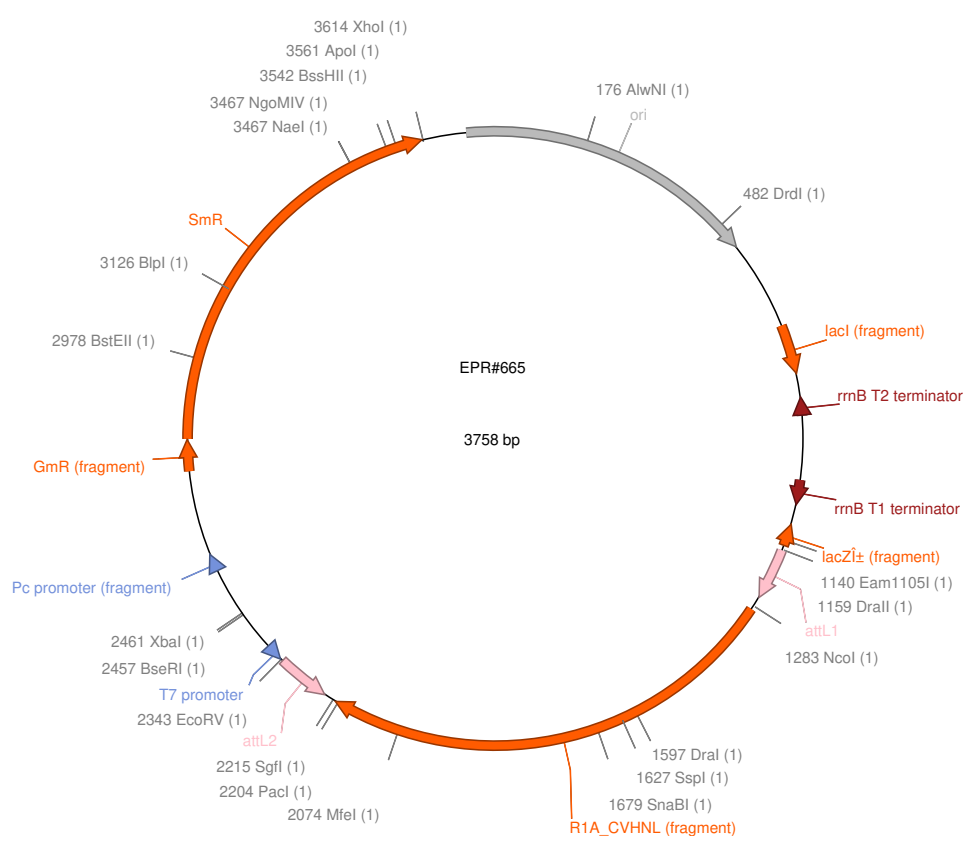 3614 XhoI (1)
3561 ApoI (1)
3542 BssHII (1)
3467 NgoMIV (1)
3467 NaeI (1)
176 AlwNI (1)
ori
482 DrdI (1)
SmR
3126 BlpI (1)
2978 BstEII (1)
lacI (fragment)
EPR#665
rrnB T2 terminator
3758 bp
GmR (fragment)
rrnB T1 terminator
lacZÎ± (fragment)
Pc promoter (fragment)
1140 Eam1105I (1)
1159 DraII (1)
attL1
2461 XbaI (1)
1283 NcoI (1)
2457 BseRI (1)
T7 promoter
2343 EcoRV (1)
attL2
1597 DraI (1)
2215 SgfI (1)
1627 SspI (1)
2204 PacI (1)
1679 SnaBI (1)
2074 MfeI (1)
R1A_CVHNL (fragment)